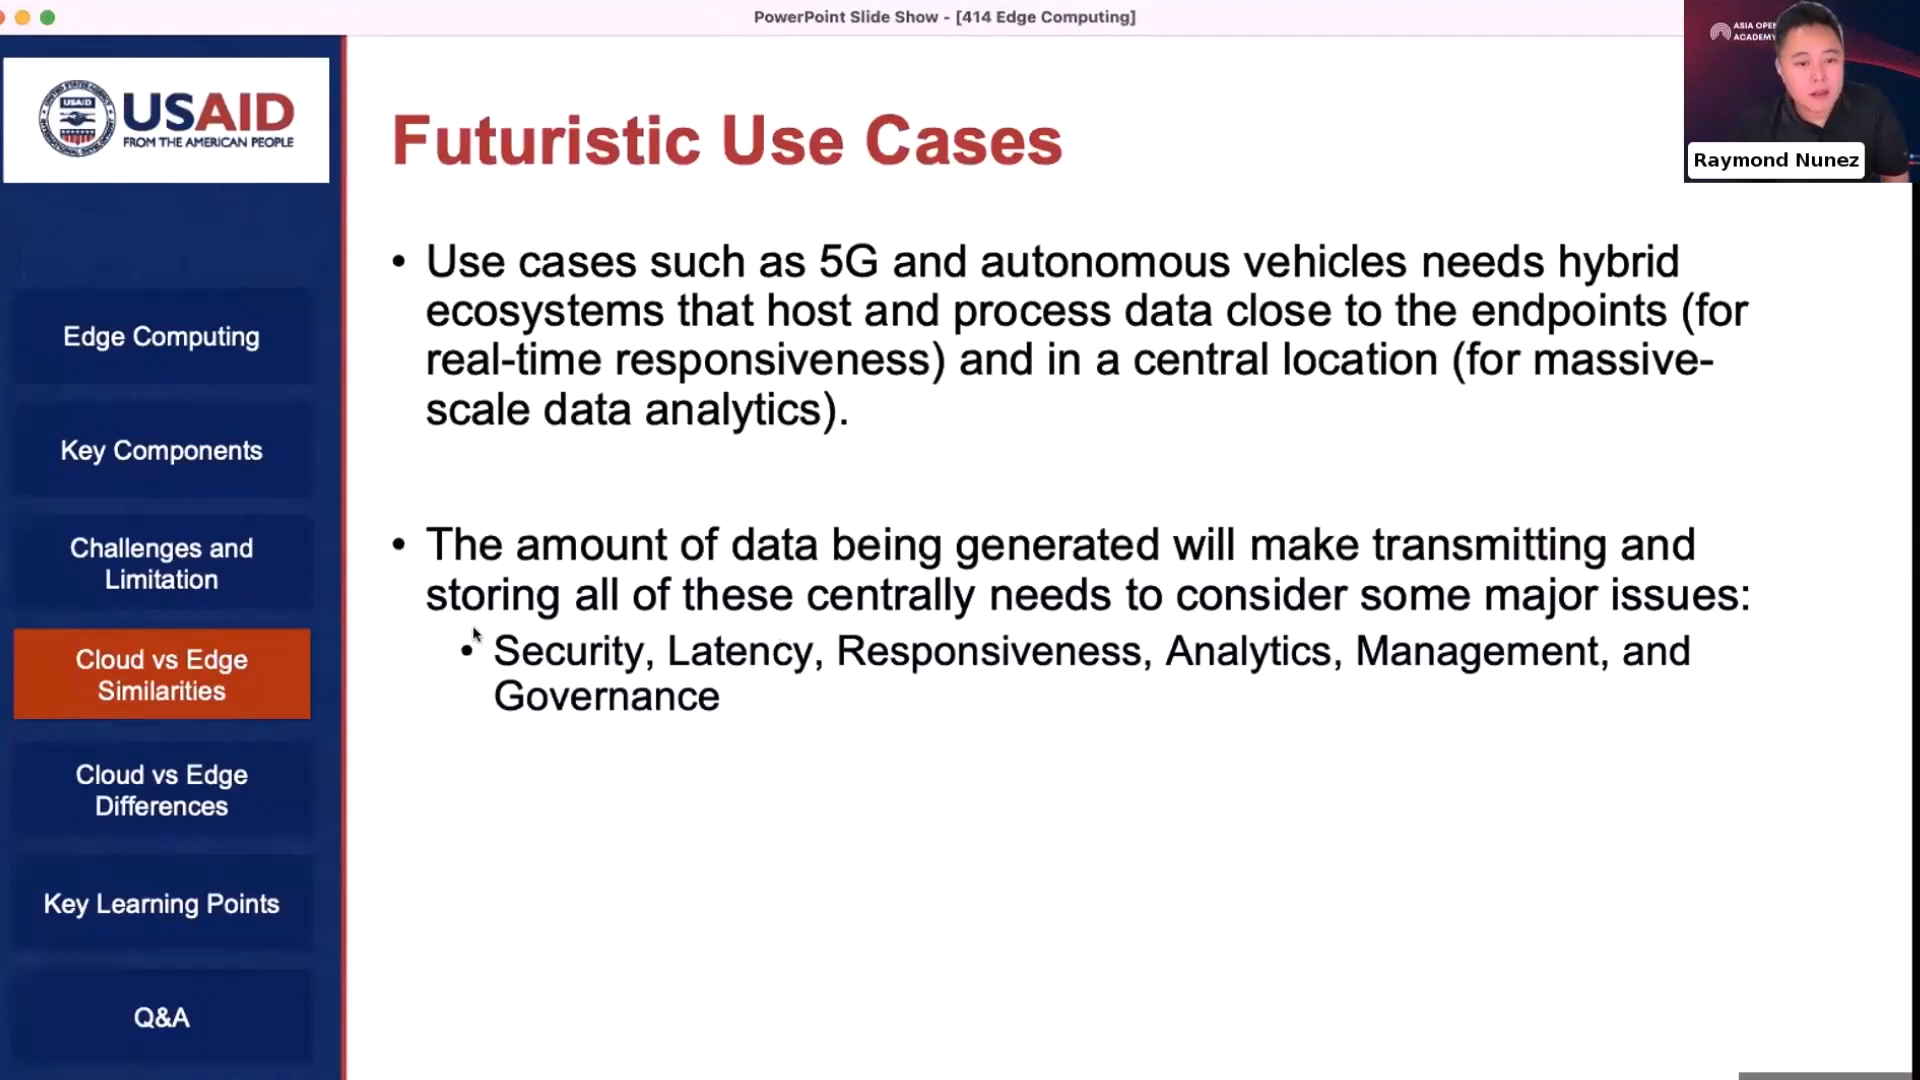 PowerPoint Slide Show - [414 Edge Computing]
USAID
USAID
FROM THE AMERICAN PEOPLE
ASIA OPEN
ACADEMY
Raymond Nunez
Edge Computing
Key Components
Challenges and
Limitation
Cloud vs Edge
Similarities
Cloud vs Edge
Differences
Key Learning Points
Q&A
Futuristic Use Cases
• Use cases such as 5G and autonomous vehicles needs hybrid
ecosystems that host and process data close to the endpoints (for
real-time responsiveness) and in a central location (for massive-
scale data analytics).
• The amount of data being generated will make transmitting and
storing all of these centrally needs to consider some major issues:
• Security, Latency, Responsiveness, Analytics, Management, and
Governance